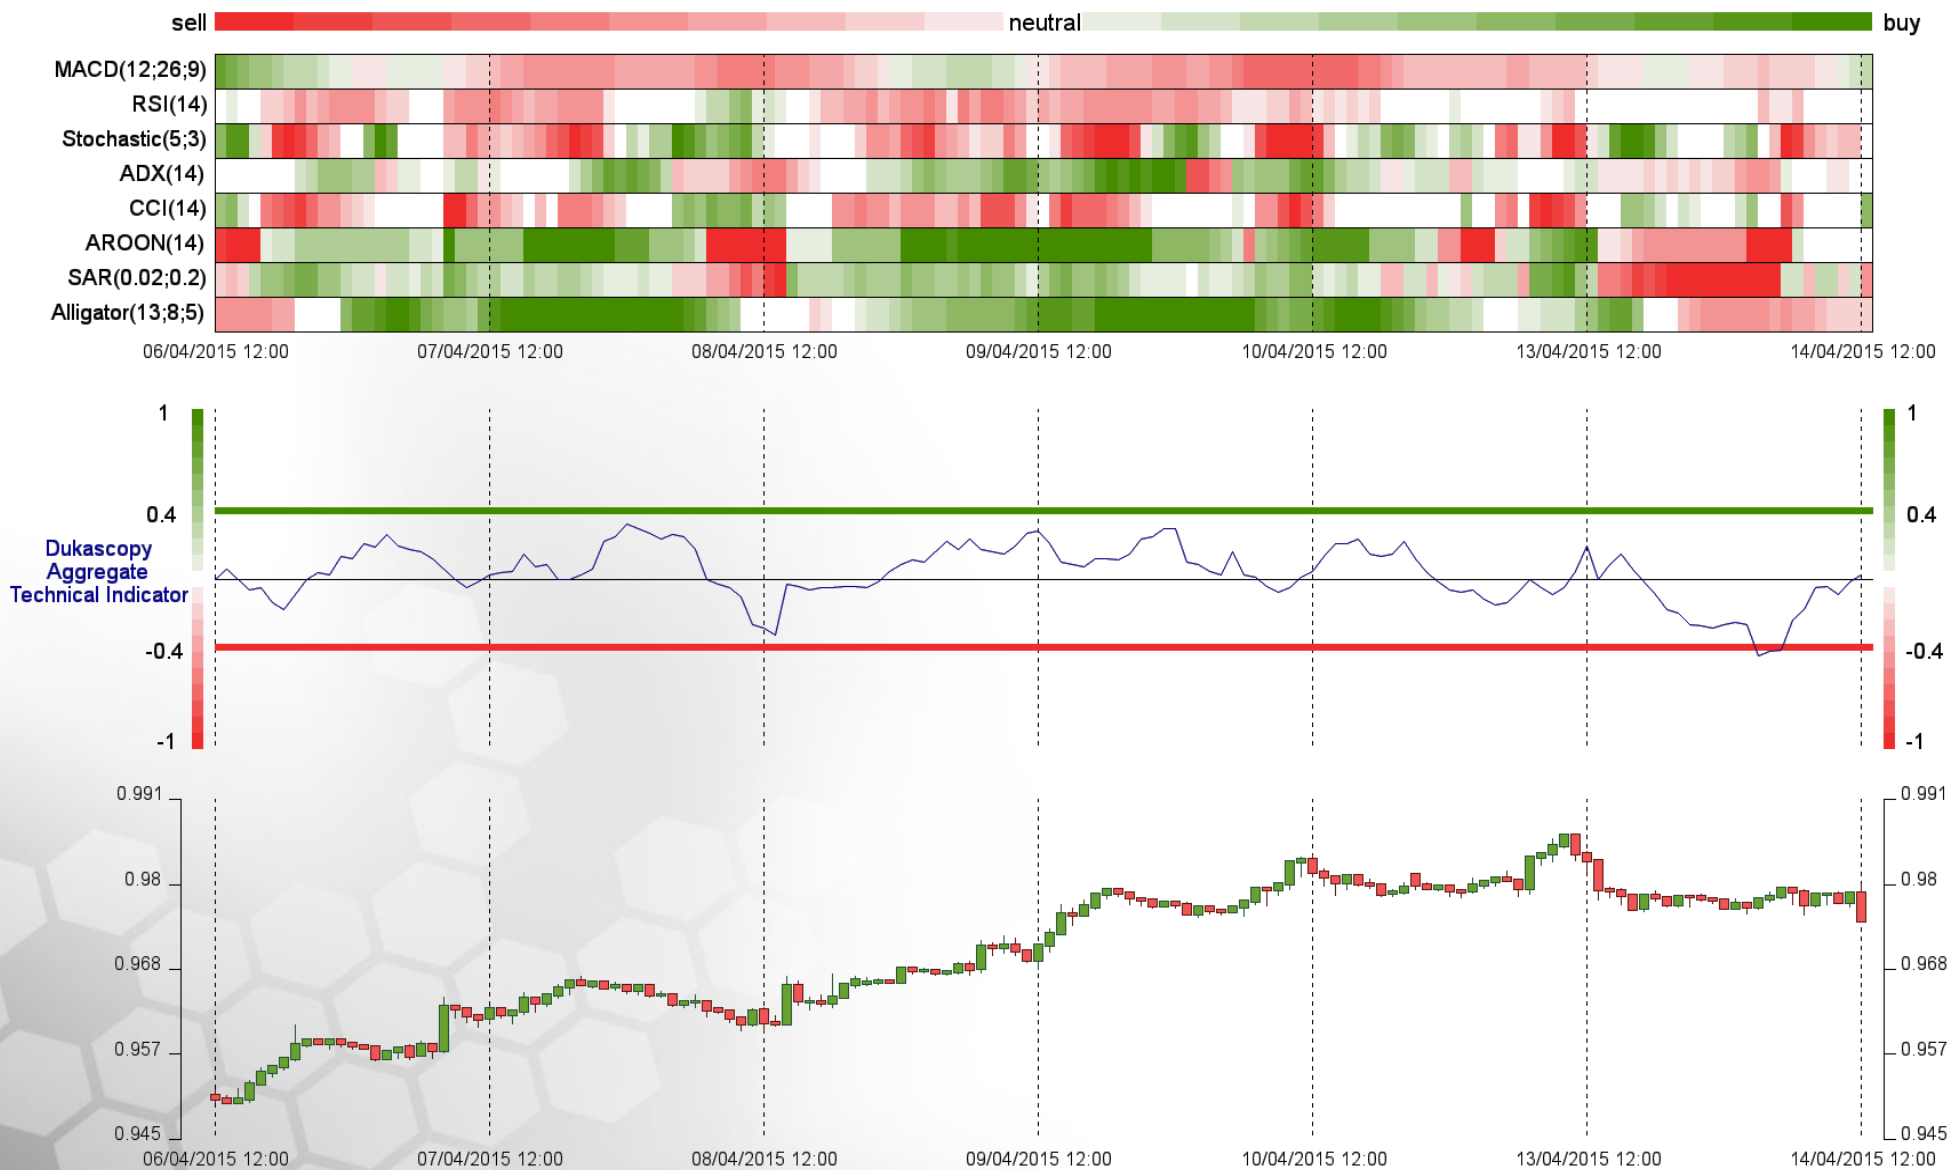 sell neutral buy
MACD(12;26;9)
RSI(14)
Stochastic(5;3)
ADX(14)
CCI(14)
AROON(14)
SAR(0.02;0.2)
Alligator(13;8;5)
06/04/2015 12:00 07/04/2015 12:00 08/04/2015 12:00 09/04/2015 12:00 10/04/2015 12:00 13/04/2015 12:00 14/04/2015 12:00
1 1
0.4 0.4
Dukascopy
Aggregate
Technical Indicator
-0.4 -0.4
-1 -1
0.991 0.991
0.98 0.98
0.968 0.968
0.957 0.957
0.945 0.945
06/04/2015 12:00 07/04/2015 12:00 08/04/2015 12:00 09/04/2015 12:00 10/04/2015 12:00 13/04/2015 12:00 14/04/2015 12:00